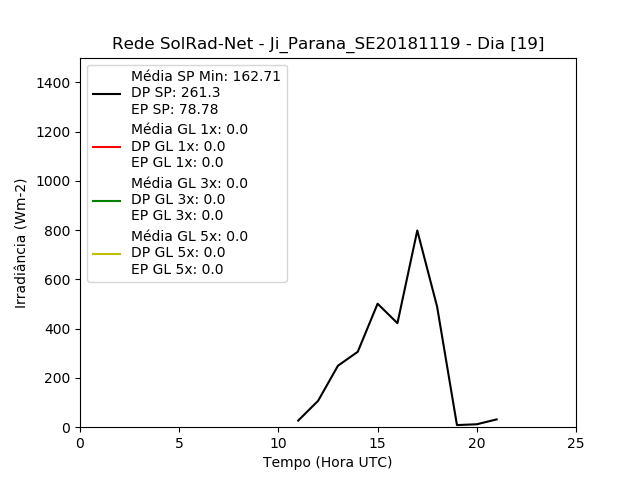 Rede SolRad-Net - Ji_Parana_SE20181119 - Dia [19]
Média SP Min: 162.71
DP SP: 261.3
EP SP: 78.78
Média GL 1x: 0.0
DP GL 1x: 0.0
EP GL 1x: 0.0
Média GL 3x: 0.0
DP GL 3x: 0.0
EP GL 3x: 0.0
Média GL 5x: 0.0
DP GL 5x: 0.0
EP GL 5x: 0.0
Irradiância (Wm-2)
1400
1200
1000
800
600
400
200
0
0 5 10 15 20 25
Tempo (Hora UTC)